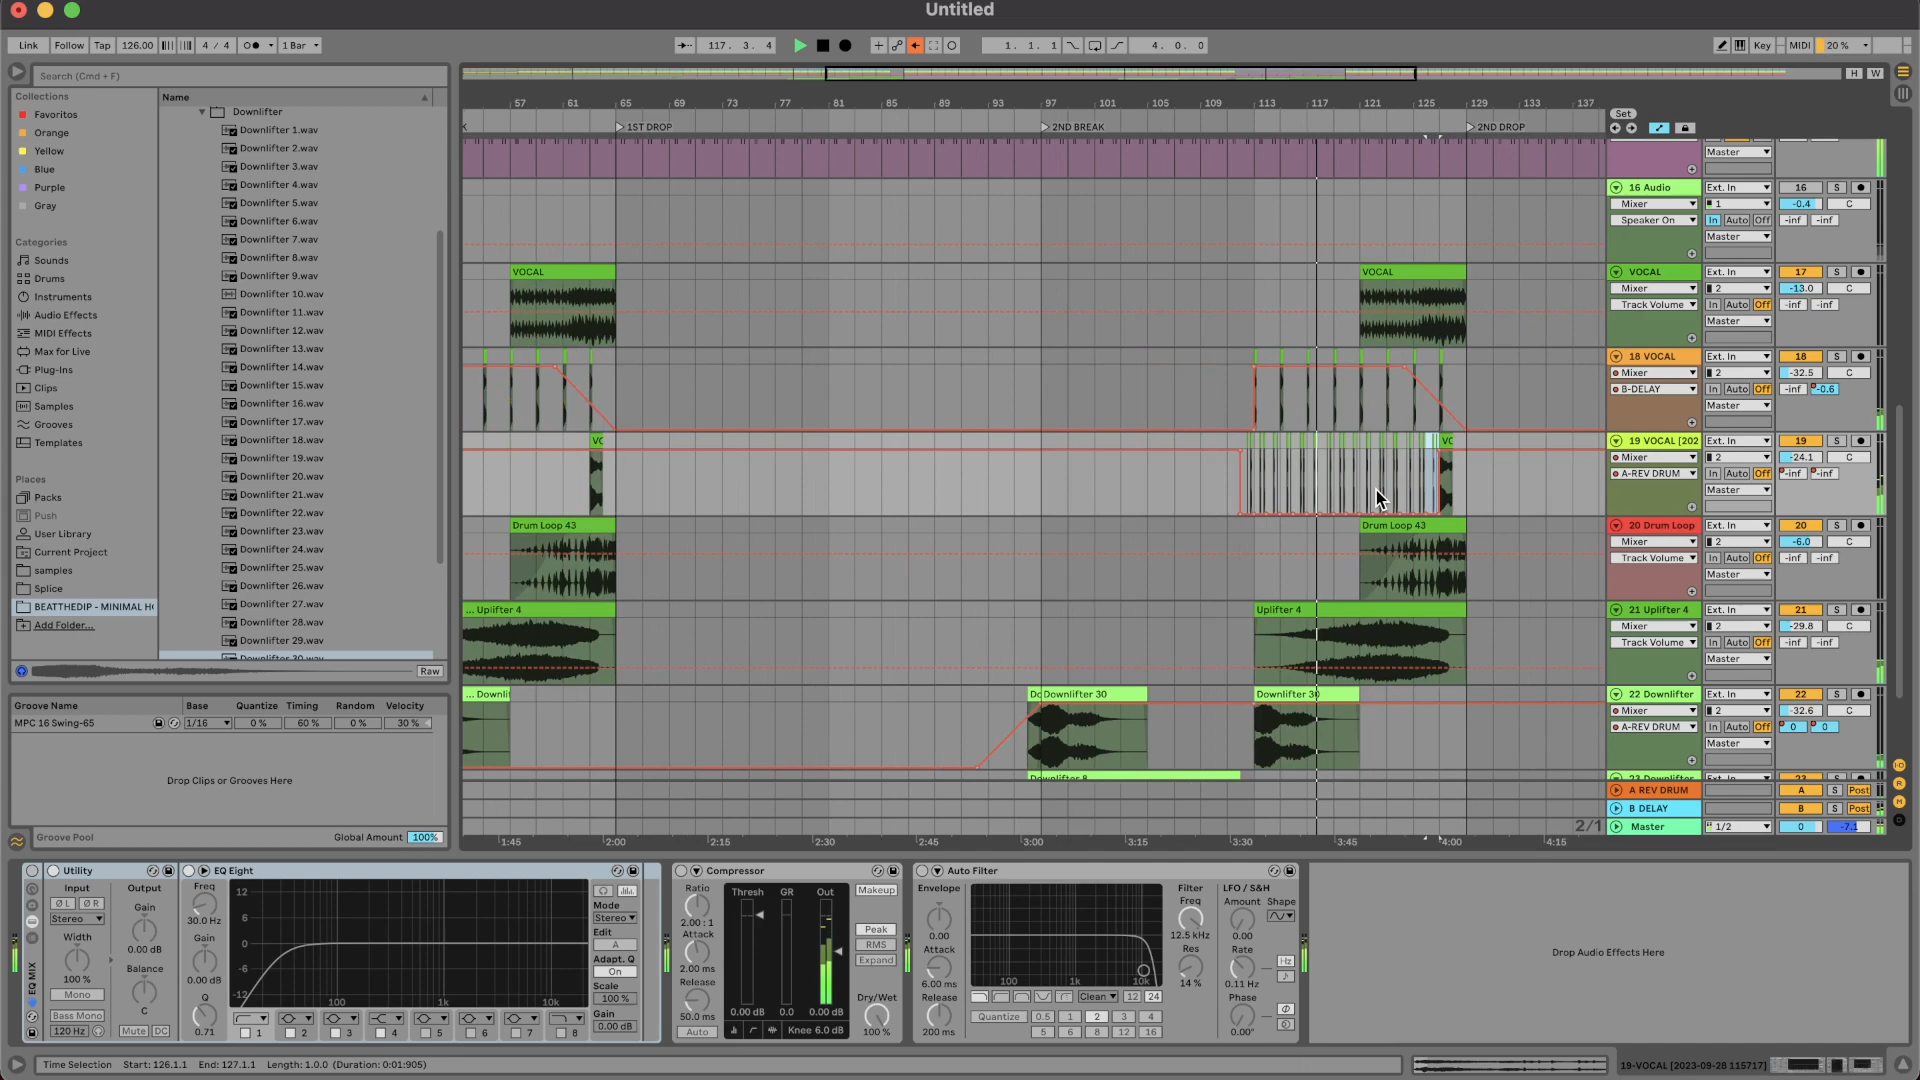 Untitled
Link Follow Tap 126.00 4 / 4 1 Bar 117. 3. 4 1. 1. 1 4. 0. 0 Key MIDI 20 %
Search (Cmd + F)
H W
Collections
Favorites
Orange
Yellow
Blue
Purple
Gray
Categories
Sounds
Drums
Instruments
Audio Effects
MIDI Effects
Max for Live
Plug-Ins
Clips
Samples
Grooves
Templates
Places
Packs
Push
User Library
Current Project
samples
Splice
BEATTHEDIP - MINIMAL H
Add Folder...
Name
Downlifter
Downlifter 1.wav
Downlifter 2.wav
Downlifter 3.wav
Downlifter 4.wav
Downlifter 5.wav
Downlifter 6.wav
Downlifter 7.wav
Downlifter 8.wav
Downlifter 9.wav
Downlifter 10.wav
Downlifter 11.wav
Downlifter 12.wav
Downlifter 13.wav
Downlifter 14.wav
Downlifter 15.wav
Downlifter 16.wav
Downlifter 17.wav
Downlifter 18.wav
Downlifter 19.wav
Downlifter 20.wav
Downlifter 21.wav
Downlifter 22.wav
Downlifter 23.wav
Downlifter 24.wav
Downlifter 25.wav
Downlifter 26.wav
Downlifter 27.wav
Downlifter 28.wav
Downlifter 29.wav
Downlifter 30.wav
Raw
Groove Name Base Quantize Timing Random Velocity
MPC 16 Swing-65 1/16 0 % 60 % 0 % 30 %
Drop Clips or Grooves Here
Groove Pool Global Amount 100%
57 61 65 69 73 77 81 85 89 93 97 101 105 109 113 117 121 125 129 133 137
1ST DROP 2ND BREAK 2ND DROP
Set
Master
16 Audio Ext. In 16 S
Mixer 1 -0.4 C
Speaker On In Auto Off -inf -inf
Master
VOCAL VOCAL VOCAL Ext. In 17 S
Mixer 2 -13.0 C
Track Volume In Auto Off -inf -inf
Master
18 VOCAL Ext. In 18 S
Mixer 2 -32.5 C
B-DELAY In Auto Off -inf -0.6
Master
VC VC 19 VOCAL [202 Ext. In 19 S
Mixer 2 -24.1 C
A-REV DRUM In Auto Off -inf -inf
Master
Drum Loop 43 Drum Loop 43 20 Drum Loop Ext. In 20 S
Mixer 2 -6.0 C
Track Volume In Auto Off -inf -inf
Master
... Uplifter 4 Uplifter 4 21 Uplifter 4 Ext. In 21 S
Mixer 2 -29.8 C
Track Volume In Auto Off -inf -inf
Master
... Downli Do Downlifter 30 Downlifter 30 22 Downlifter Ext. In 22 S
Mixer 2 -32.6 C
A-REV DRUM In Auto Off 0 0
Master
Downlifter 8 23 Downlifter Ext. In 23 S
A REV DRUM A S Post
B DELAY B S Post
2/1 Master 1/2 0 -7.1
1:45 2:00 2:15 2:30 2:45 3:00 3:15 3:30 3:45 4:00 4:15
EQ MIX
Utility
Input Output
Ø L Ø R Gain
Stereo
Width 0.00 dB
Balance
100 %
Mono C
Bass Mono
120 Hz Mute DC
EQ Eight
Freq
30.0 Hz
Gain
0.00 dB
Q
0.71
12
6
0
-6
-12
100 1k 10k
1 2 3 4 5 6 7 8
Mode
Stereo
Edit
A
Adapt. Q
On
Scale
100 %
Gain
0.00 dB
Compressor
Ratio
2.00 : 1
Attack
2.00 ms
Release
50.0 ms
Auto
Thresh GR Out
0.00 dB 0.0 0.00 dB
Knee 6.0 dB
Makeup
Peak
RMS
Expand
Dry/Wet
100 %
Auto Filter
Envelope
0.00
Attack
6.00 ms
Release
200 ms
100 1k 10k
Clean 12 24
Quantize 0.5 1 2 3 4
5 6 8 12 16
Filter
Freq
12.5 kHz
Res
14 %
LFO / S&H
Amount Shape
0.00
Rate
Hz
0.11 Hz
Phase
0.00°
Drop Audio Effects Here
Time Selection Start: 126.1.1 End: 127.1.1 Length: 1.0.0 (Duration: 0:01:905)
19-VOCAL [2023-09-28 115717]